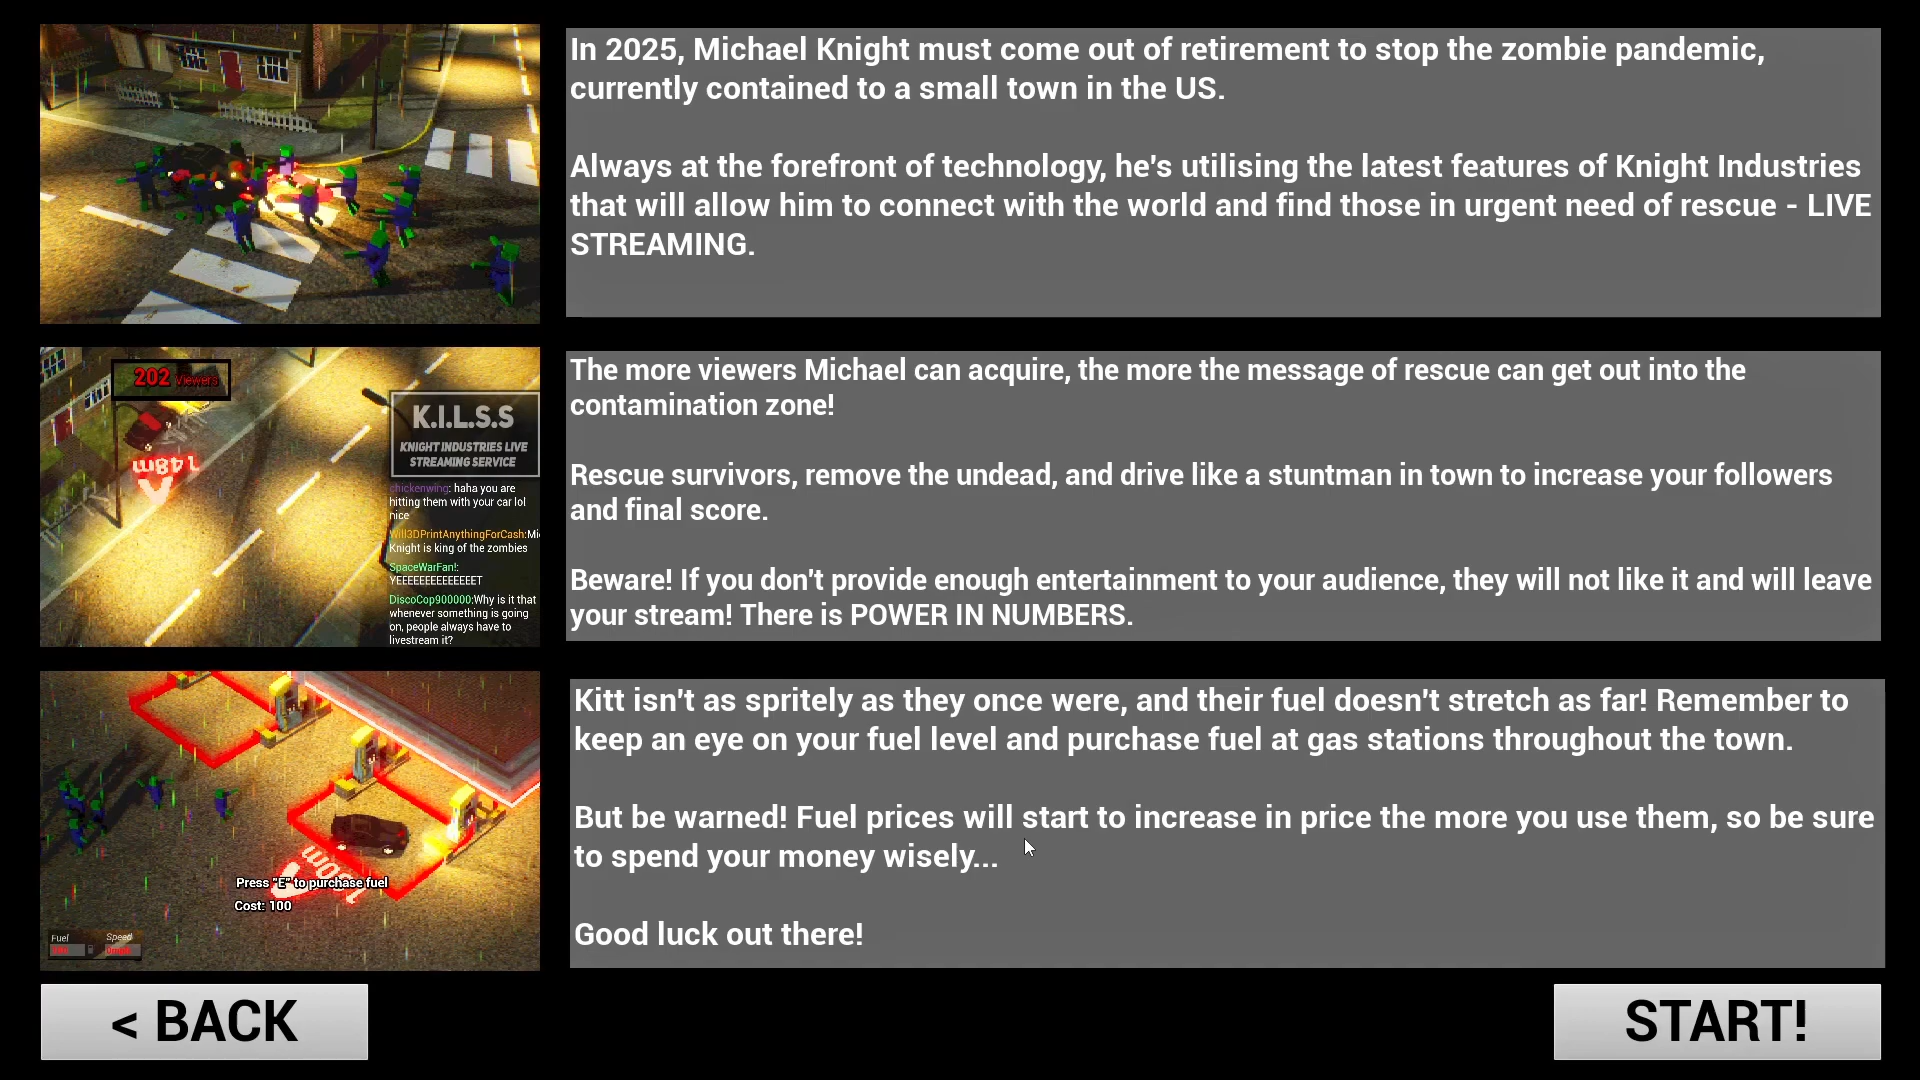 In 2025, Michael Knight must come out of retirement to stop the zombie pandemic,
currently contained to a small town in the US.
Always at the forefront of technology, he's utilising the latest features of Knight Industries
that will allow him to connect with the world and find those in urgent need of rescue - LIVE
STREAMING.
202 Viewers
148m
K.I.L.S.S
KNIGHT INDUSTRIES LIVE
STREAMING SERVICE
chickenwing: haha you are
hitting them with your car lol
nice
Will3DPrintAnythingForCash:Mi
Knight is king of the zombies
SpaceWarFan!:
YEEEEEEEEEEEEEET
DiscoCop900000:Why is it that
whenever something is going
on, people always have to
livestream it?
The more viewers Michael can acquire, the more the message of rescue can get out into the
contamination zone!
Rescue survivors, remove the undead, and drive like a stuntman in town to increase your followers
and final score.
Beware! If you don't provide enough entertainment to your audience, they will not like it and will leave
your stream! There is POWER IN NUMBERS.
Press "E" to purchase fuel
Cost: 100
Fuel
Speed
Kitt isn't as spritely as they once were, and their fuel doesn't stretch as far! Remember to
keep an eye on your fuel level and purchase fuel at gas stations throughout the town.
But be warned! Fuel prices will start to increase in price the more you use them, so be sure
to spend your money wisely...
Good luck out there!
< BACK
START!